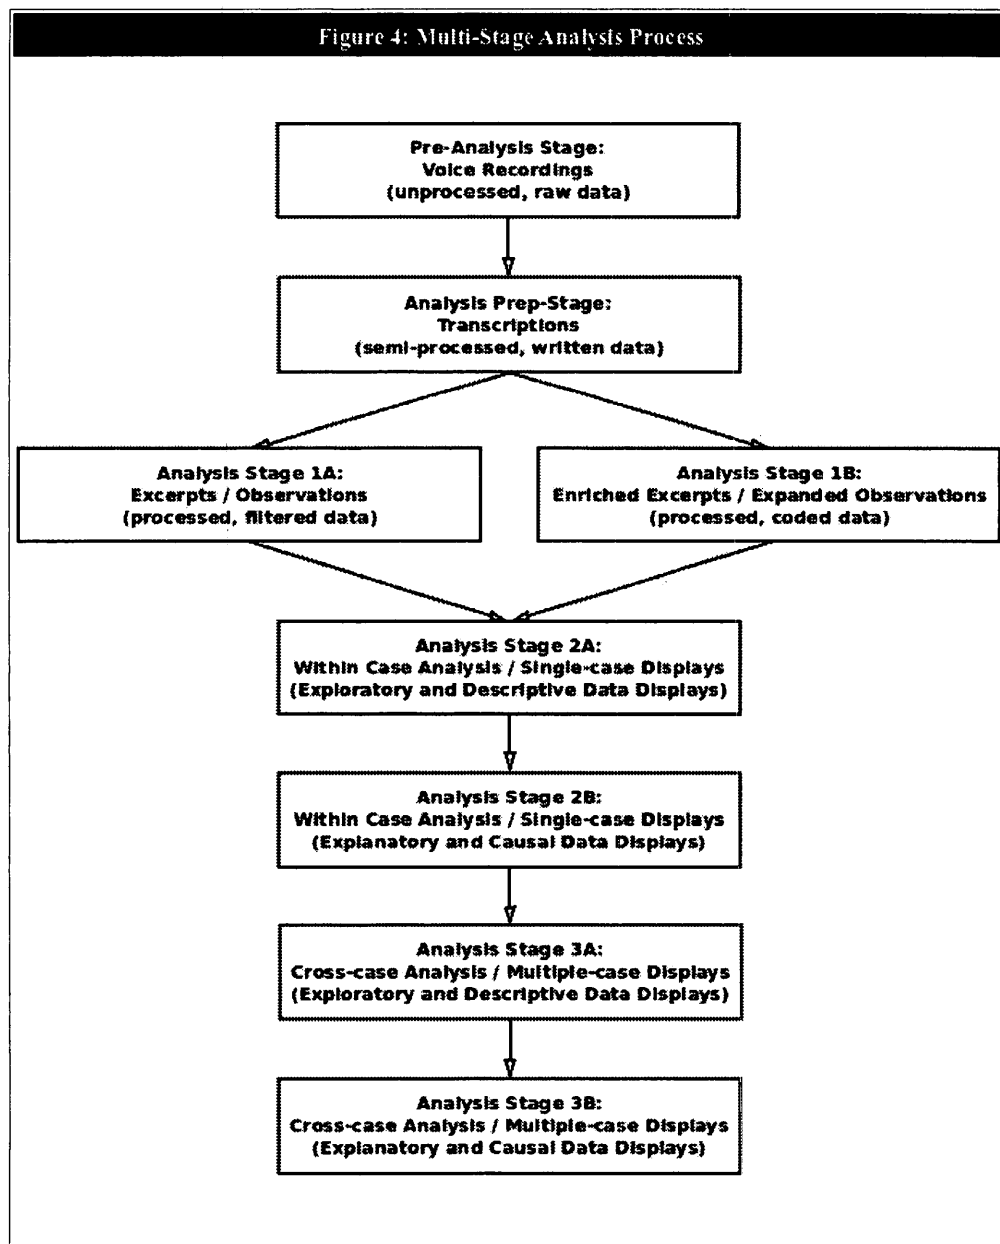 Figure 4: Multi-Stage Analysis Process
Pre-Analysis Stage:
Voice Recordings
(unprocessed, raw data)
Analysis Prep-Stage:
Transcriptions
(semi-processed, written data)
Analysis Stage 1A:
Excerpts / Observations
(processed, filtered data)
Analysis Stage 1B:
Enriched Excerpts / Expanded Observations
(processed, coded data)
Analysis Stage 2A:
Within Case Analysis / Single-case Displays
(Exploratory and Descriptive Data Displays)
Analysis Stage 2B:
Within Case Analysis / Single-case Displays
(Explanatory and Causal Data Displays)
Analysis Stage 3A:
Cross-case Analysis / Multiple-case Displays
(Exploratory and Descriptive Data Displays)
Analysis Stage 3B:
Cross-case Analysis / Multiple-case Displays
(Explanatory and Causal Data Displays)